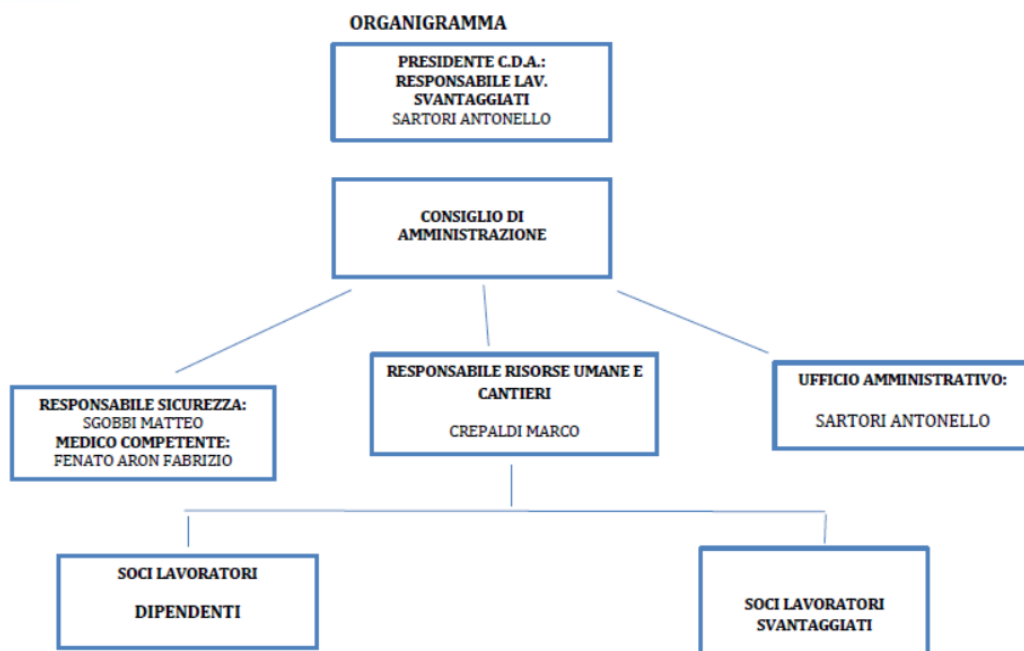 ORGANIGRAMMA
PRESIDENTE C.D.A.:
RESPONSABILE LAV.
SVANTAGGIATI
SARTORI ANTONELLO
CONSIGLIO DI
AMMINISTRAZIONE
RESPONSABILE SICUREZZA:
SGOBBI MATTEO
MEDICO COMPETENTE:
FENATO ARON FABRIZIO
RESPONSABILE RISORSE UMANE E
CANTIERI
CREPALDI MARCO
UFFICIO AMMINISTRATIVO:
SARTORI ANTONELLO
SOCI LAVORATORI
DIPENDENTI
SOCI LAVORATORI
SVANTAGGIATI